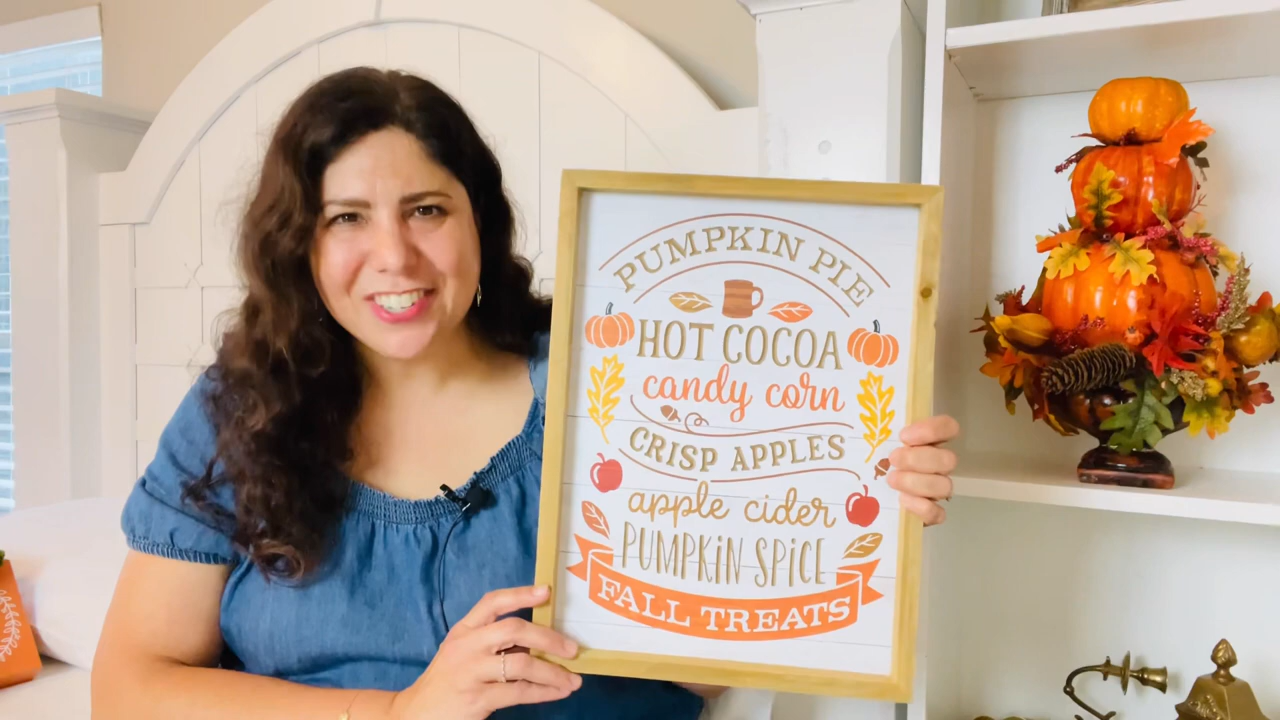 PUMPKIN PIE
HOT COCOA
candy corn
CRISP APPLES
apple cider
PUMPKiN SPiCE
FALL TREATS